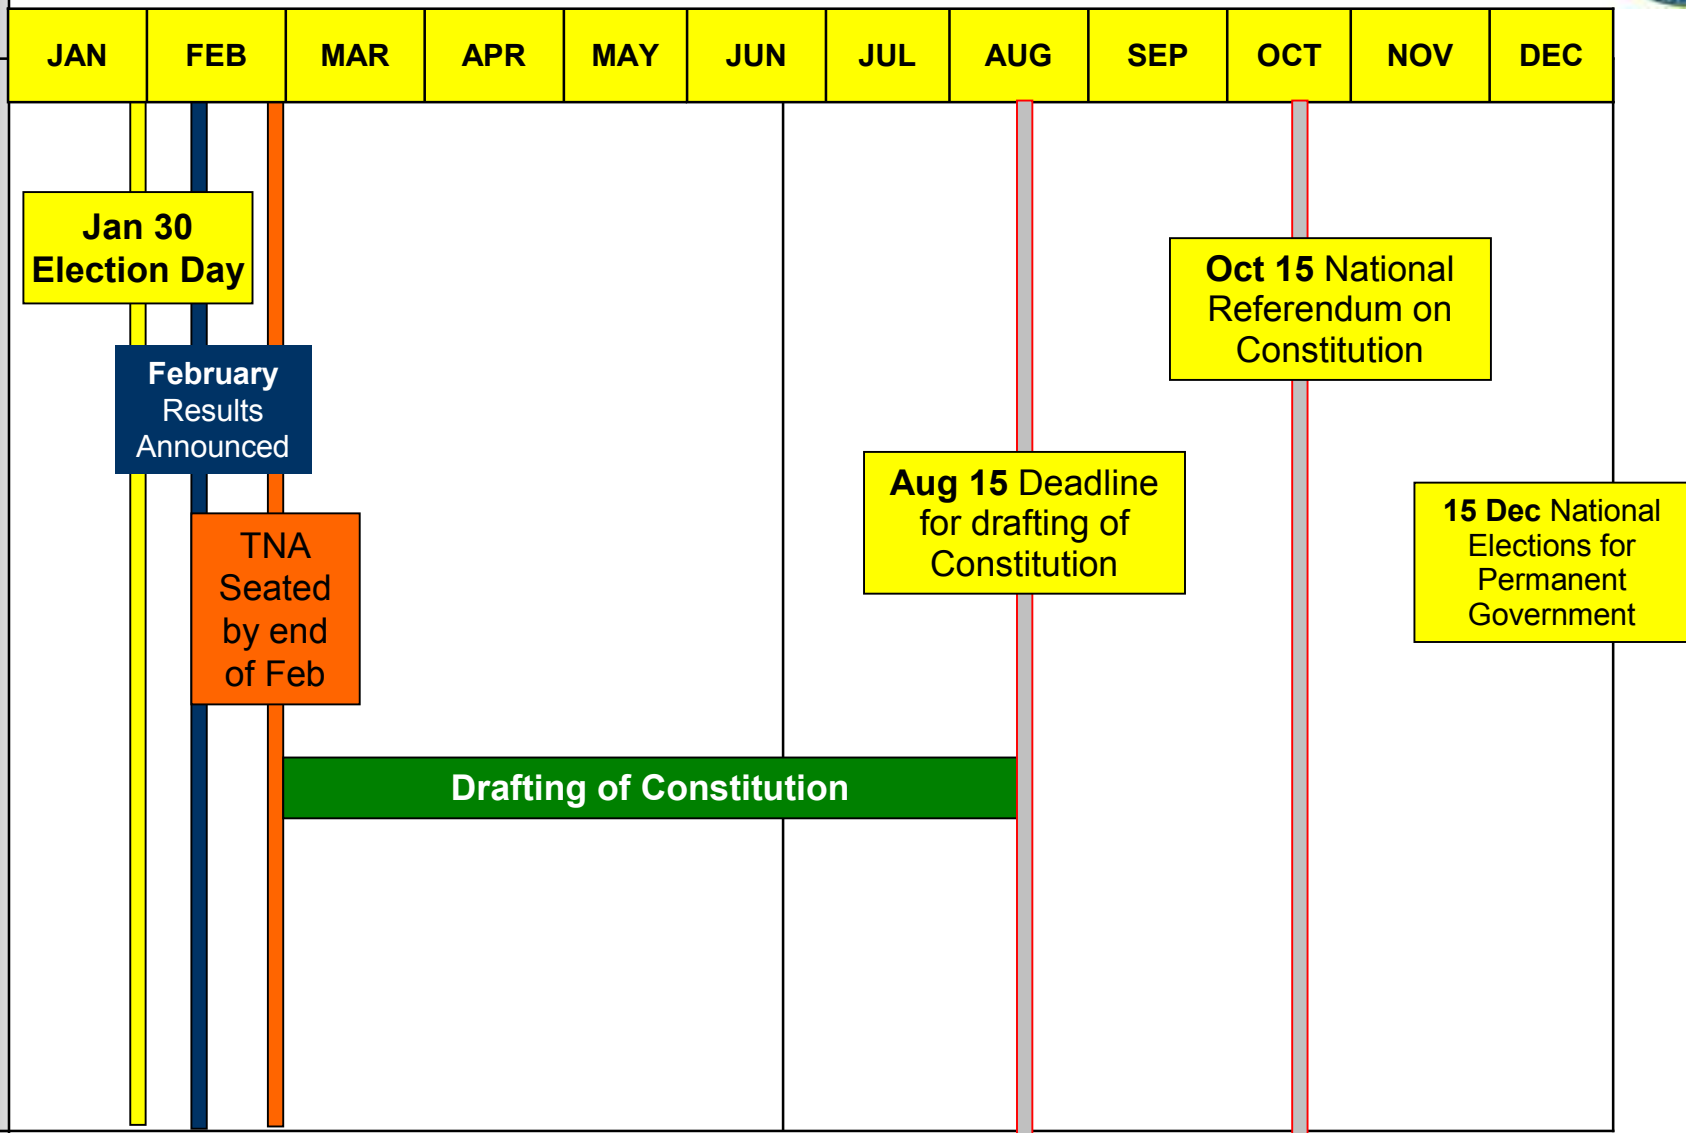 JAN FEB MAR APR MAY JUN JUL AUG SEP OCT NOV DEC
Jan 30
Election Day
February
Results
Announced
TNA
Seated
by end
of Feb
Drafting of Constitution
Aug 15 Deadline
for drafting of
Constitution
Oct 15 National
Referendum on
Constitution
15 Dec National
Elections for
Permanent
Government